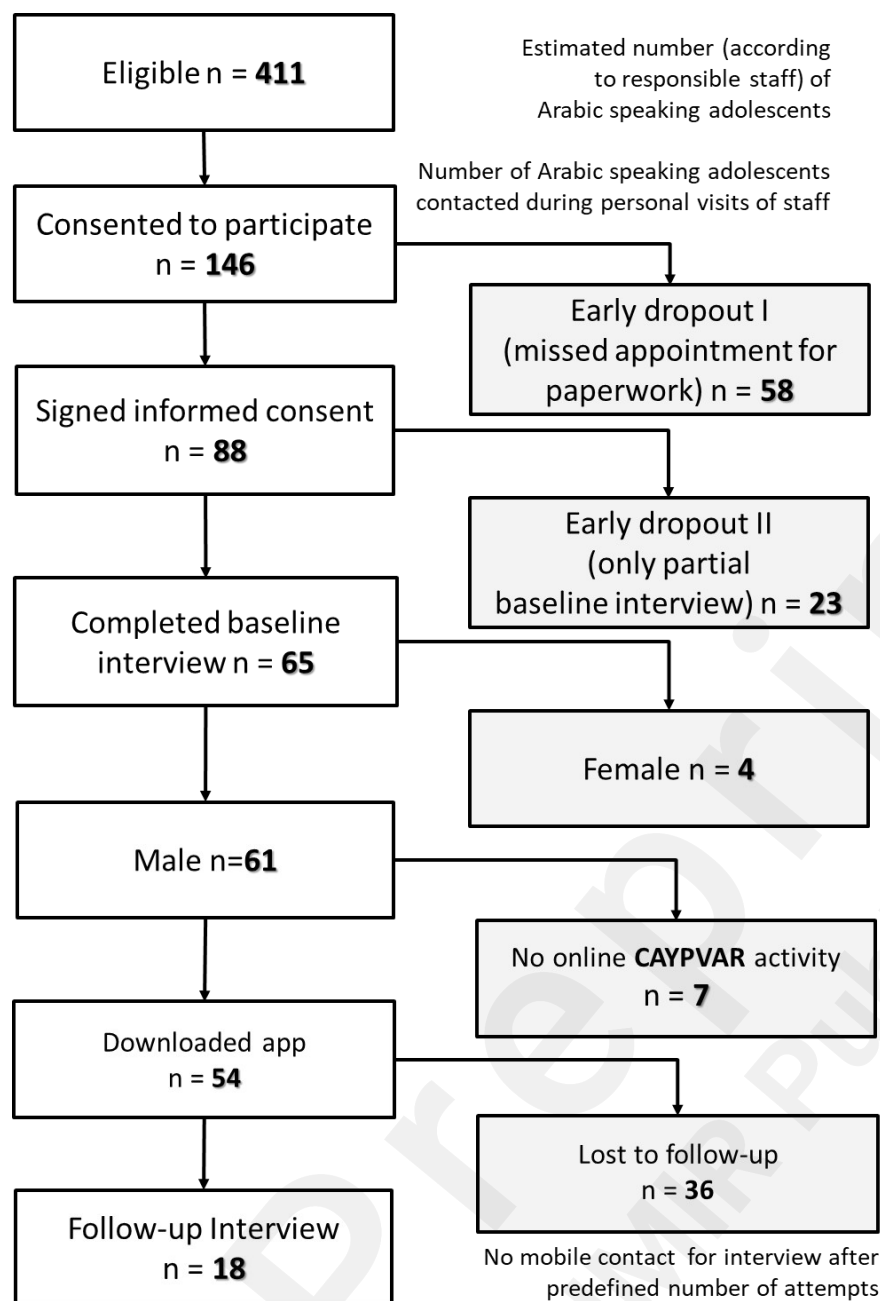 Eligible n = 411
Estimated number (according
to responsible staff) of
Arabic speaking adolescents
Number of Arabic speaking adolescents
contacted during personal visits of staff
Consented to participate
n = 146
Early dropout I
(missed appointment for
paperwork) n = 58
Signed informed consent
n = 88
Early dropout II
(only partial
baseline interview) n = 23
Completed baseline
interview n = 65
Female n = 4
Male n=61
No online CAYPVAR activity
n = 7
Downloaded app
n = 54
Lost to follow-up
n = 36
Follow-up Interview
n = 18
No mobile contact for interview after
predefined number of attempts
Preprin
JMIR Pub